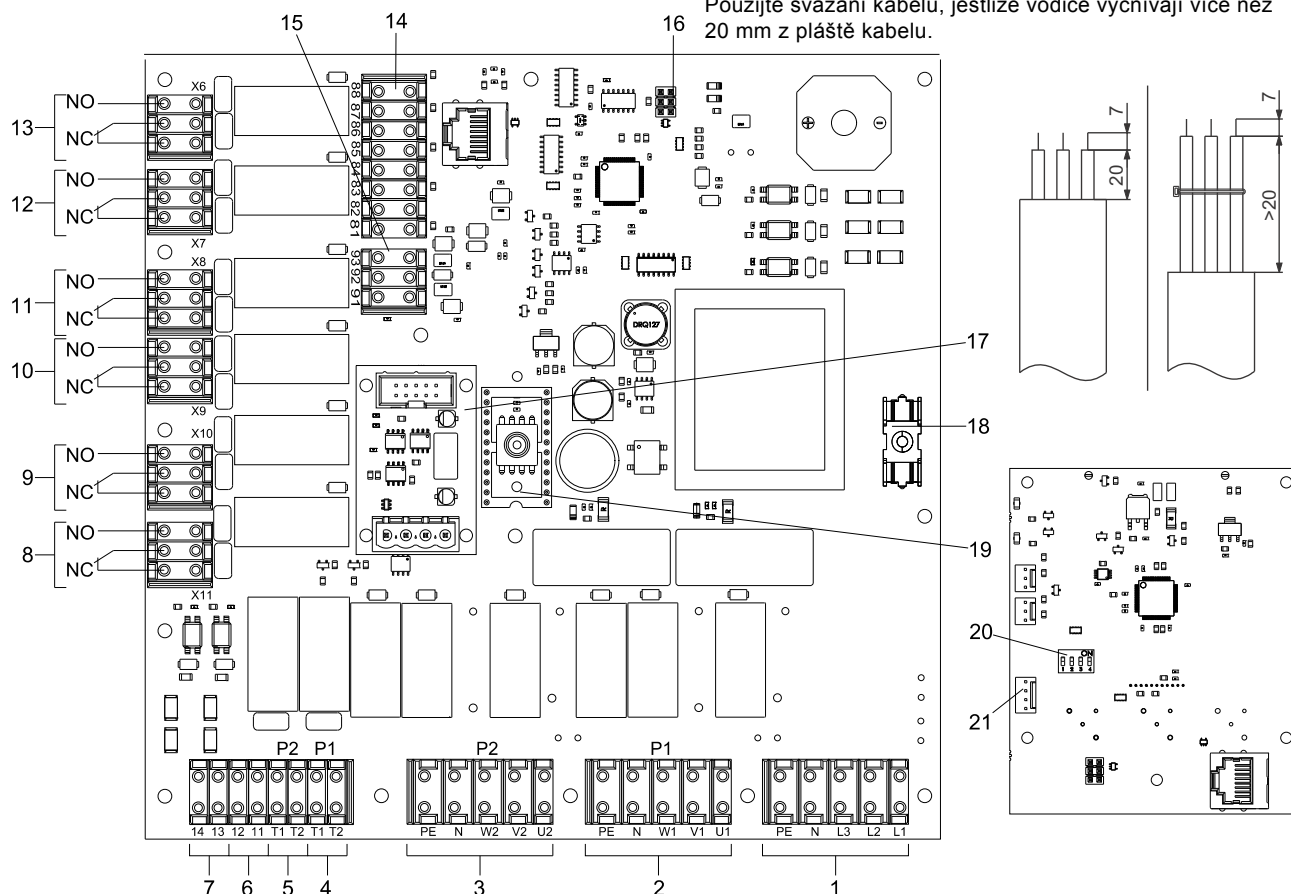 Použijte svázání kabelů, jestliže vodiče vyčnívají více než
20 mm z pláště kabelu.
15
14
16
13
NO
NC
X6
12
NO
NC
X7
X8
11
NO
NC
10
NO
NC
X9
X10
9
NO
NC
8
NO
NC
X11
88
87
86
85
84
83
82
81
93
92
91
DRQ127
+
-
17
18
19
7
20
7
>20
20
ON
1 2 3 4
21
P2 P1
14 13 12 11 T1 T2 T1 T2
7 6 5 4
P2
PE N W2 V2 U2
3
P1
PE N W1 V1 U1
2
PE N L3 L2 L1
1